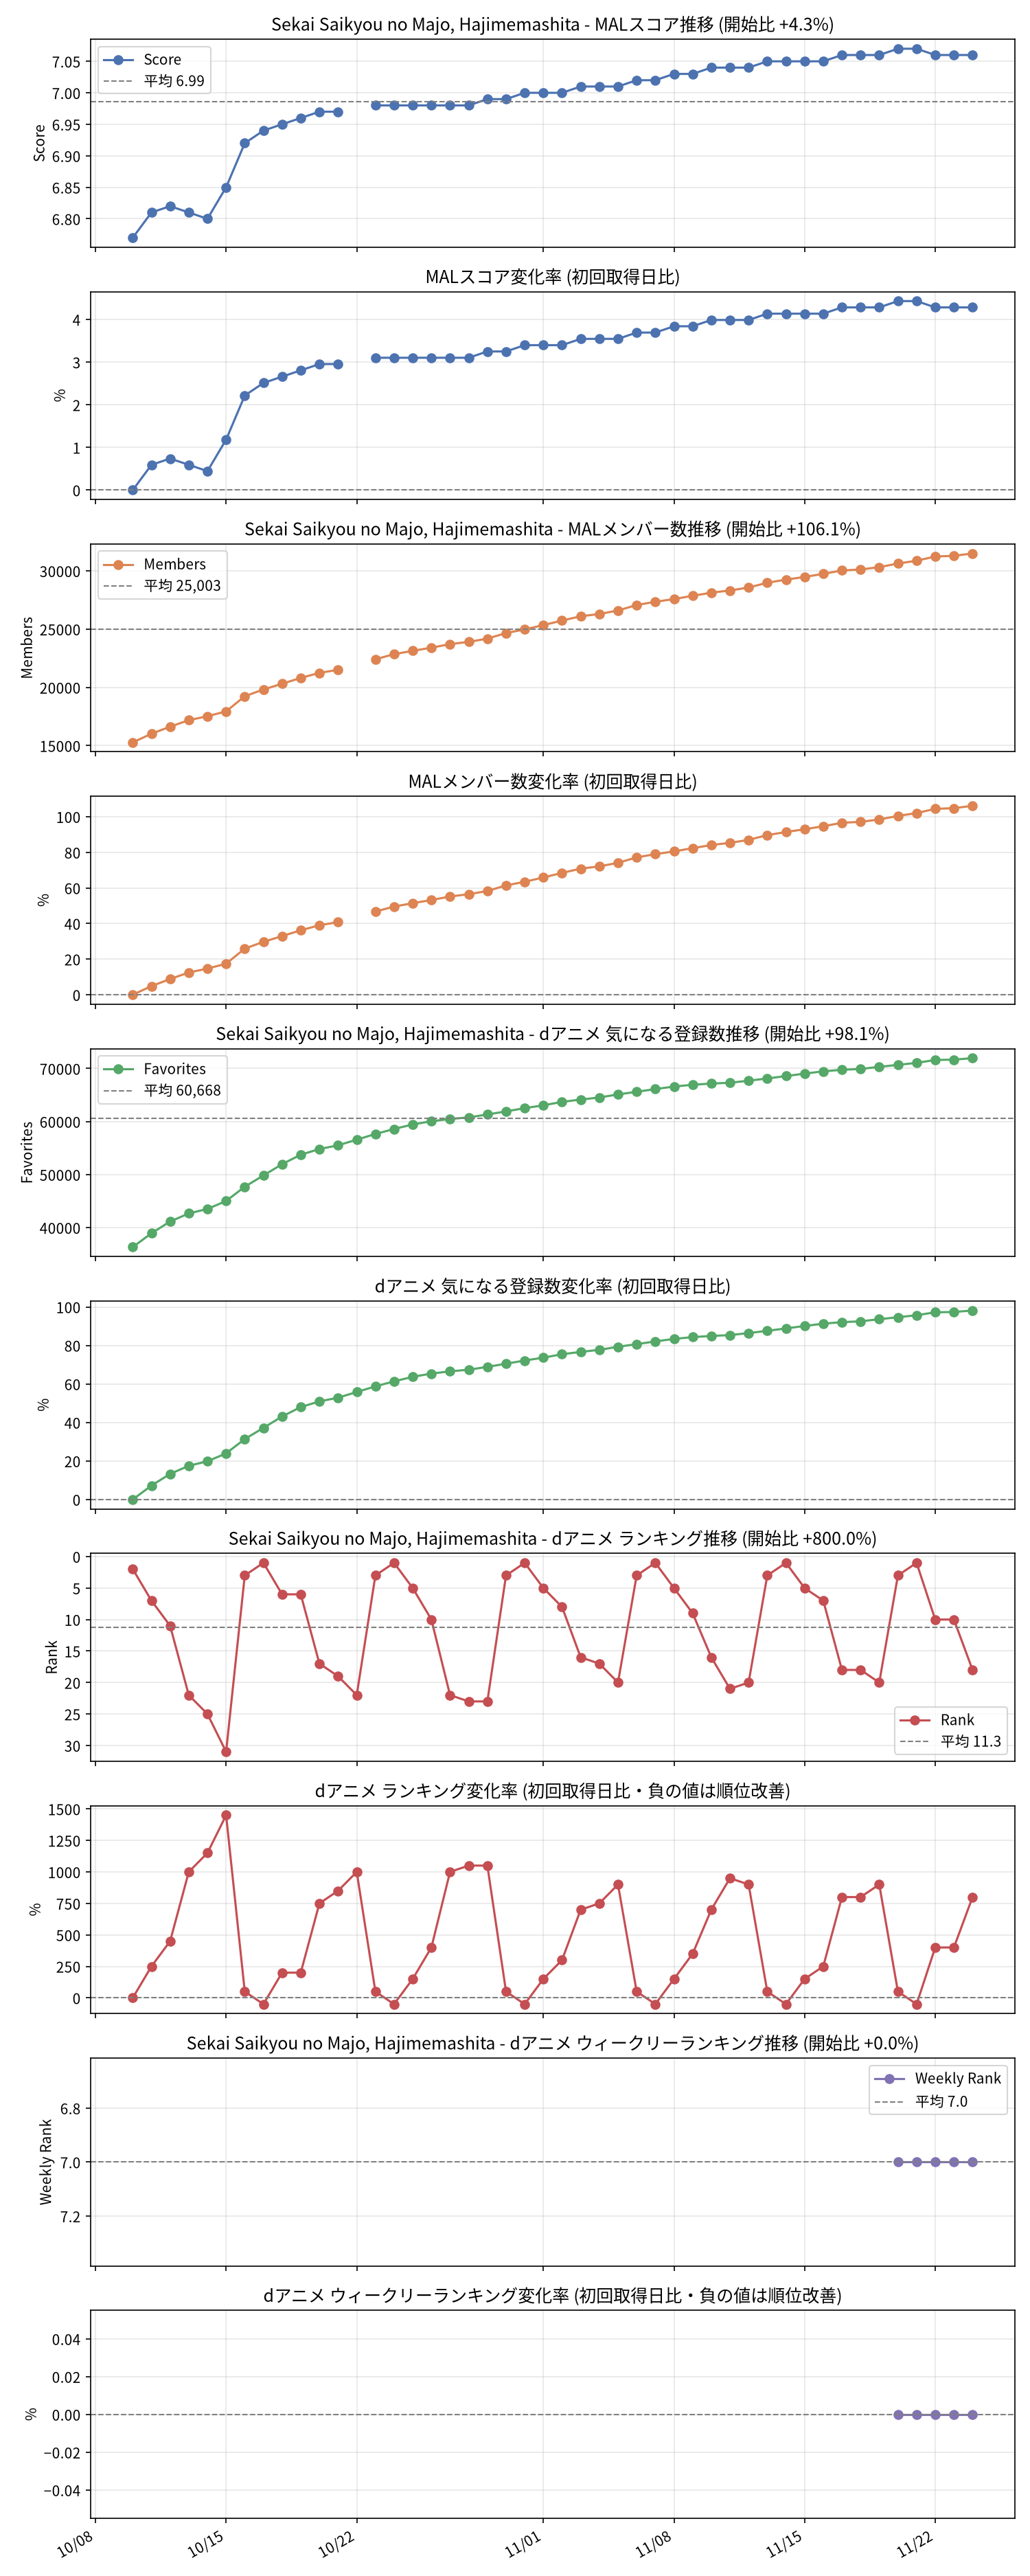 Sekai Saikyou no Majo, Hajimemashita - MALスコア推移 (開始比 +4.3%)
Score
平均 6.99
Score
7.05
7.00
6.95
6.90
6.85
6.80
MALスコア変化率 (初回取得日比)
%
4
3
2
1
0
Sekai Saikyou no Majo, Hajimemashita - MALメンバー数推移 (開始比 +106.1%)
Members
平均 25,003
Members
30000
25000
20000
15000
MALメンバー数変化率 (初回取得日比)
%
100
80
60
40
20
0
Sekai Saikyou no Majo, Hajimemashita - dアニメ 気になる登録数推移 (開始比 +98.1%)
Favorites
平均 60,668
Favorites
70000
60000
50000
40000
dアニメ 気になる登録数変化率 (初回取得日比)
%
100
80
60
40
20
0
Sekai Saikyou no Majo, Hajimemashita - dアニメ ランキング推移 (開始比 +800.0%)
Rank
0
5
10
15
20
25
30
Rank
平均 11.3
dアニメ ランキング変化率 (初回取得日比・負の値は順位改善)
%
1500
1250
1000
750
500
250
0
Sekai Saikyou no Majo, Hajimemashita - dアニメ ウィークリーランキング推移 (開始比 +0.0%)
Weekly Rank
平均 7.0
Weekly Rank
6.8
7.0
7.2
dアニメ ウィークリーランキング変化率 (初回取得日比・負の値は順位改善)
%
0.04
0.02
0.00
−0.02
−0.04
10/08
10/15
10/22
11/01
11/08
11/15
11/22